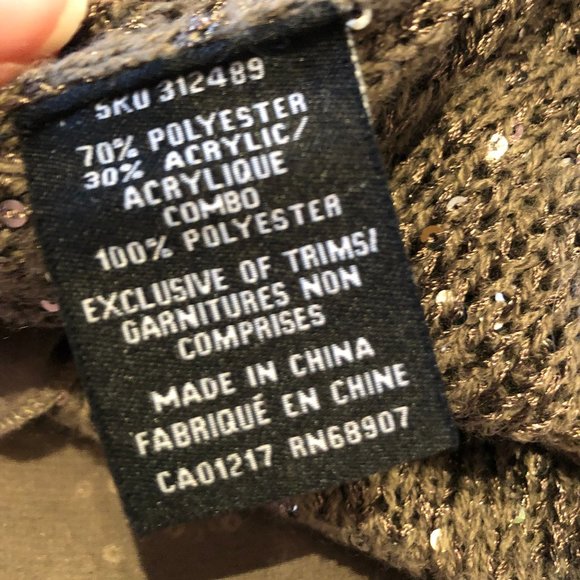 SKU 312489
70% POLYESTER
30% ACRYLIC/
ACRYLIQUE
COMBO
100% POLYESTER
EXCLUSIVE OF TRIMS/
GARNITURES NON
COMPRISES
MADE IN CHINA
FABRIQUÉ EN CHINE
CA01217 RN68907